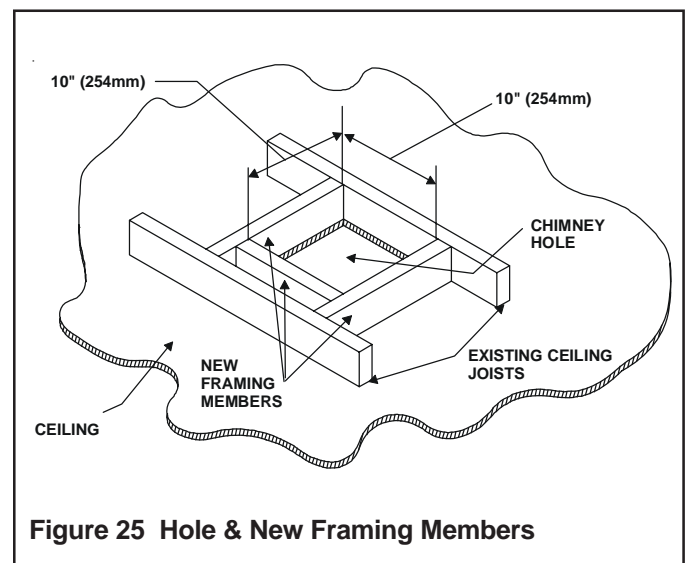 10" (254mm)
10" (254mm)
CHIMNEY
HOLE
EXISTING CEILING
JOISTS
NEW
FRAMING
MEMBERS
CEILING
Figure 25 Hole & New Framing Members